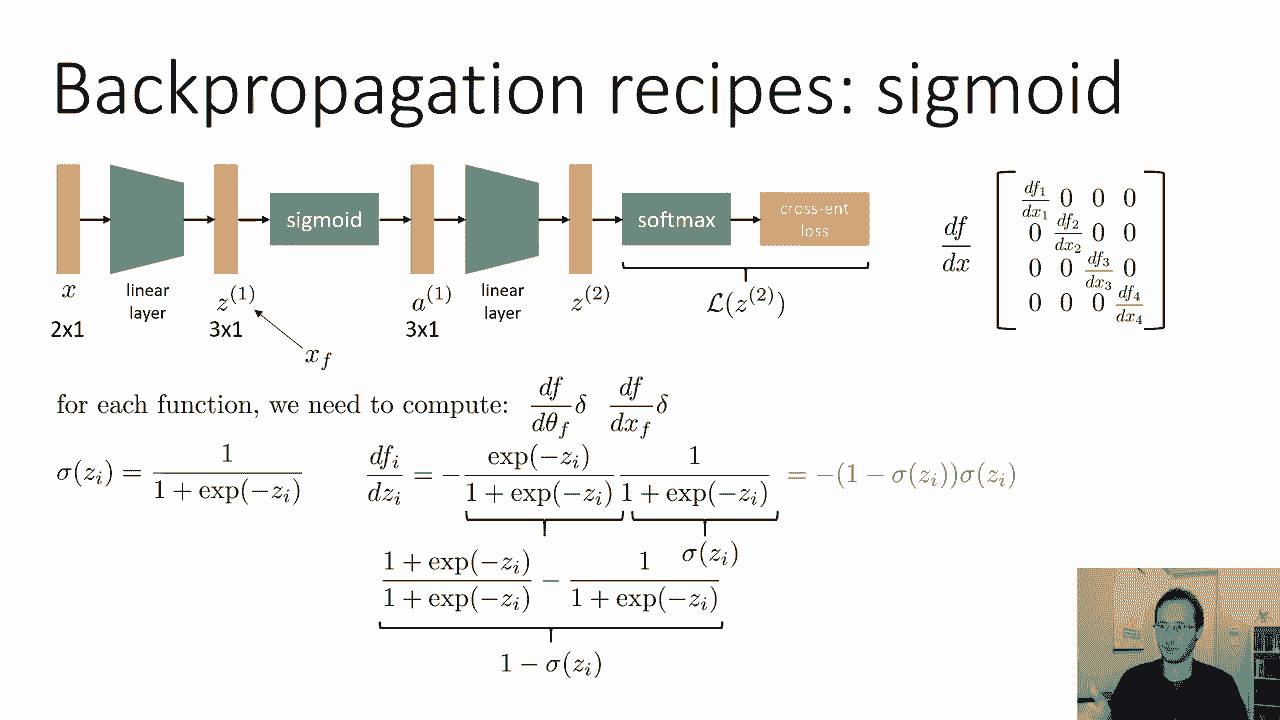 Backpropagation recipes: sigmoid
sigmoid
softmax
cross-ent
loss
x
linear
layer
z^{(1)}
a^{(1)}
linear
layer
z^{(2)}
\mathcal{L}(z^{(2)})
2x1
3x1
3x1
x_f
\frac{df}{dx} \begin{bmatrix} \frac{df_1}{dx_1} & 0 & 0 & 0 \\ 0 & \frac{df_2}{dx_2} & 0 & 0 \\ 0 & 0 & \frac{df_3}{dx_3} & 0 \\ 0 & 0 & 0 & \frac{df_4}{dx_4} \end{bmatrix}
for each function, we need to compute: \frac{df}{d\theta_f}\delta \frac{df}{dx_f}\delta
\sigma(z_i) = \frac{1}{1 + \exp(-z_i)}
\frac{df_i}{dz_i} = -\frac{\exp(-z_i)}{1 + \exp(-z_i)} \frac{1}{1 + \exp(-z_i)} = -(1 - \sigma(z_i))\sigma(z_i)
\sigma(z_i)
\frac{1 + \exp(-z_i)}{1 + \exp(-z_i)} - \frac{1}{1 + \exp(-z_i)}
1 - \sigma(z_i)